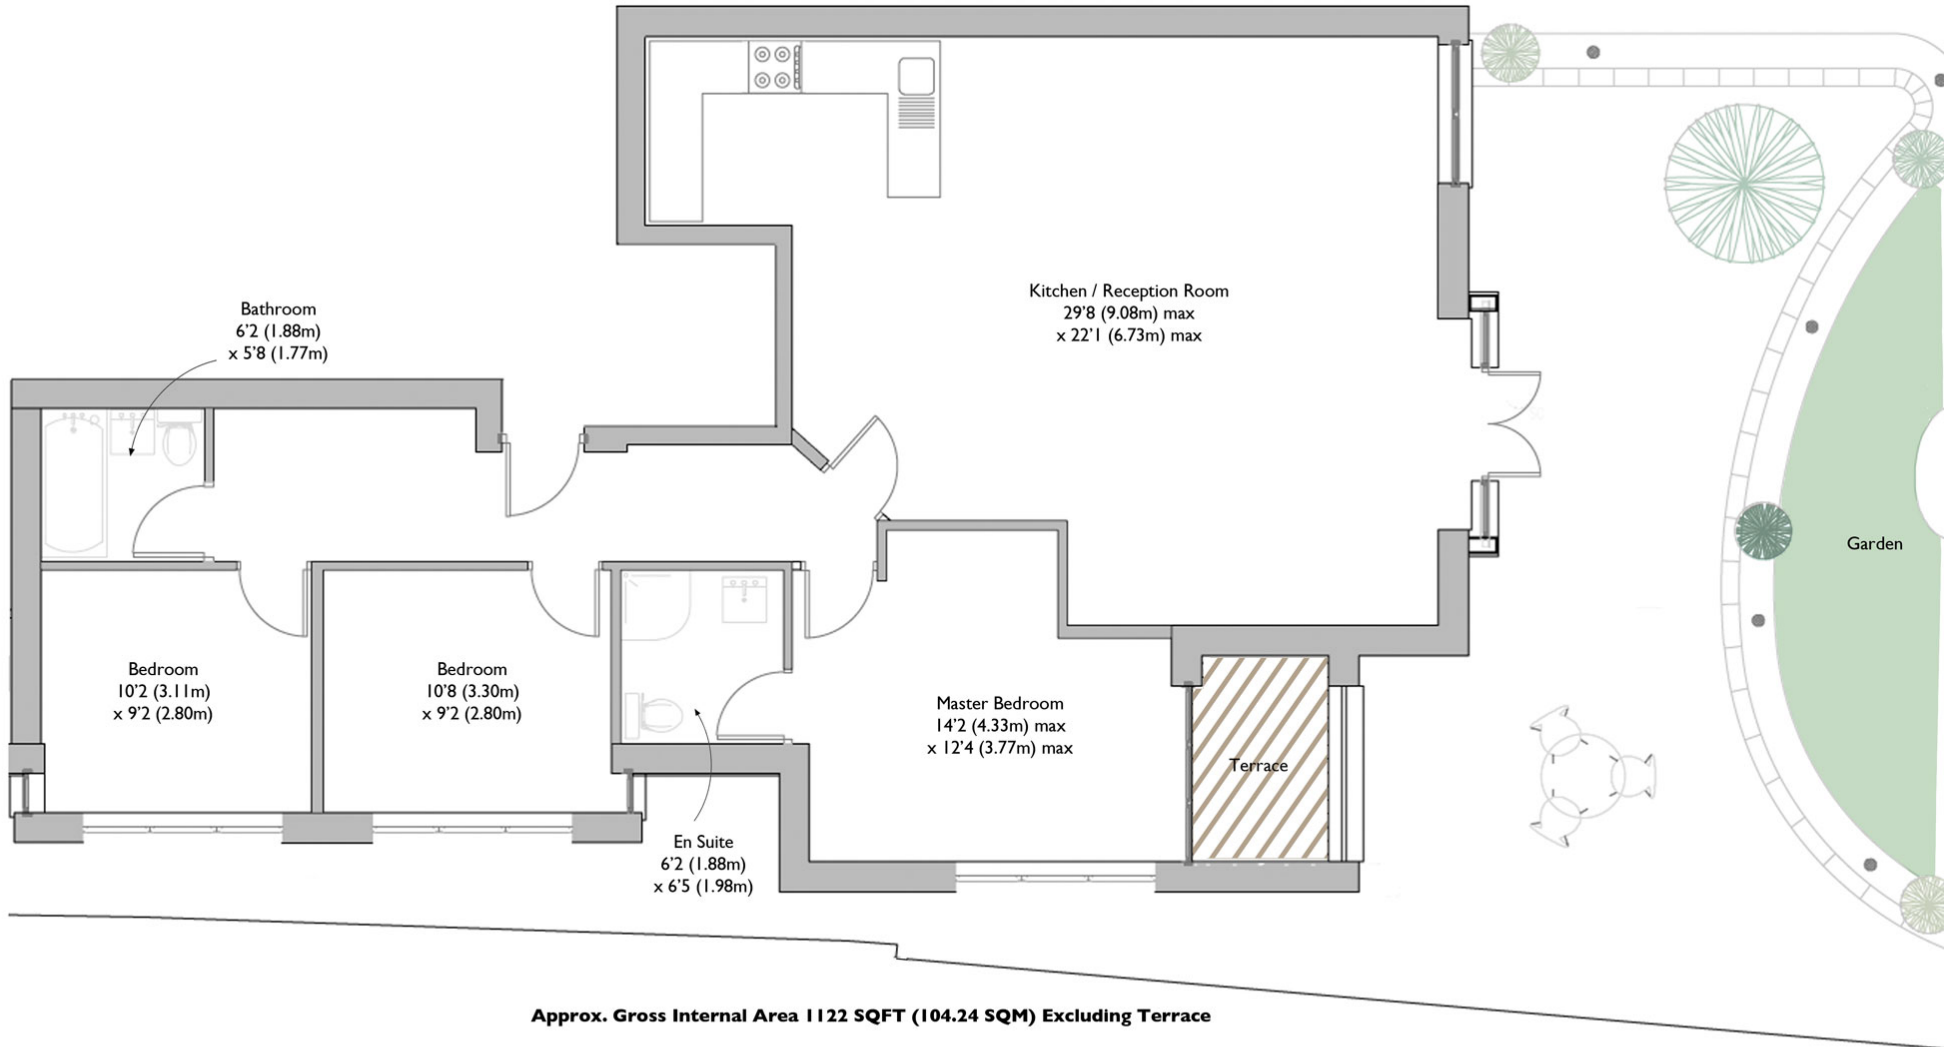 Kitchen / Reception Room
29'8 (9.08m) max
x 22'1 (6.73m) max
Bathroom
6'2 (1.88m)
x 5'8 (1.77m)
Garden
Bedroom
10'2 (3.11m)
x 9'2 (2.80m)
Bedroom
10'8 (3.30m)
x 9'2 (2.80m)
Master Bedroom
14'2 (4.33m) max
x 12'4 (3.77m) max
Terrace
En Suite
6'2 (1.88m)
x 6'5 (1.98m)
Approx. Gross Internal Area 1122 SQFT (104.24 SQM) Excluding Terrace